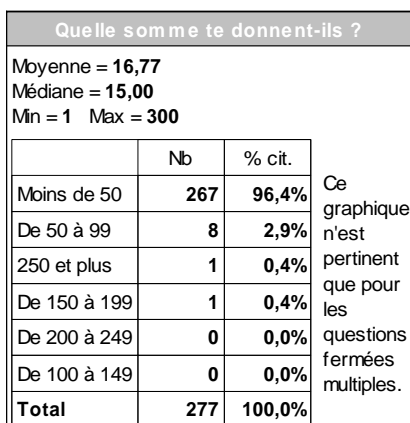 Quelle somme te donnent-ils ?
Moyenne = 16,77
Médiane = 15,00
Min = 1 Max = 300
Nb % cit.
Moins de 50 267 96,4%
De 50 à 99 8 2,9%
250 et plus 1 0,4%
De 150 à 199 1 0,4%
De 200 à 249 0 0,0%
De 100 à 149 0 0,0%
Total 277 100,0%
Ce
graphique
n'est
pertinent
que pour
les
questions
fermées
multiples.